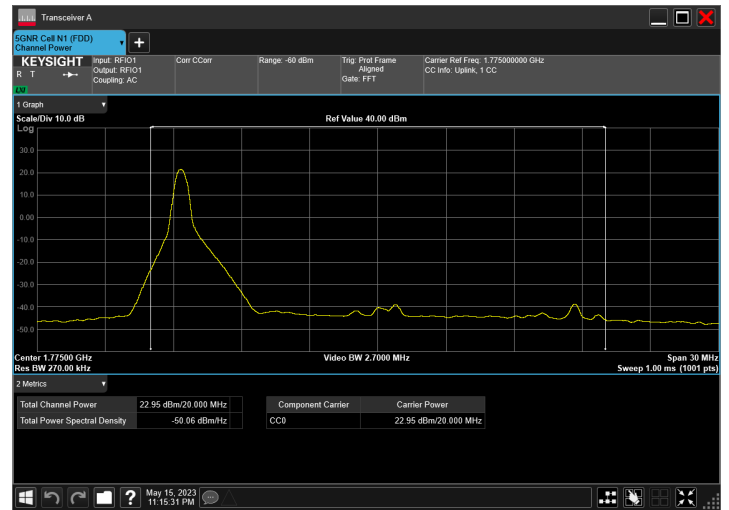 Transceiver A
5GNR Cell N1 (FDD)
Channel Power
KEYSIGHT
R T
LXI
Input: RFIO1
Output: RFIO1
Coupling: AC
Corr CCorr
Range: -60 dBm
Trig: Prot Frame
Aligned
Gate: FFT
Carrier Ref Freq: 1.775000000 GHz
CC Info: Uplink, 1 CC
1 Graph
Scale/Div 10.0 dB
Ref Value 40.00 dBm
Log
30.0
20.0
10.0
0.00
-10.0
-20.0
-30.0
-40.0
-50.0
Center 1.77500 GHz
Video BW 2.7000 MHz
Span 30 MHz
Res BW 270.00 kHz
Sweep 1.00 ms (1001 pts)
2 Metrics
Total Channel Power 22.95 dBm/20.000 MHz
Total Power Spectral Density -50.06 dBm/Hz
Component Carrier Carrier Power
CC0 22.95 dBm/20.000 MHz
?
May 15, 2023
11:15:31 PM